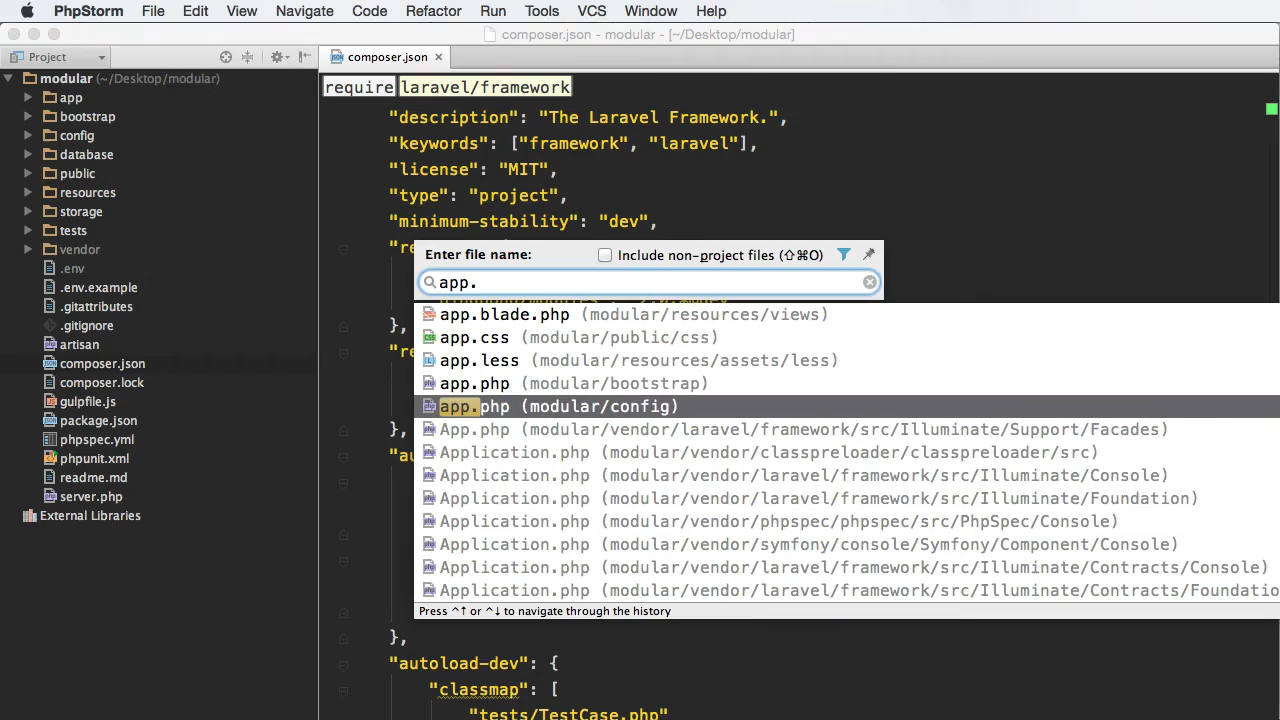 PhpStorm File Edit View Navigate Code Refactor Run Tools VCS Window Help
composer.json - modular - [~/Desktop/modular]
Project
composer.json
modular (~/Desktop/modular)
app
bootstrap
config
database
public
resources
storage
tests
vendor
.env
.env.example
.gitattributes
.gitignore
artisan
composer.json
composer.lock
gulpfile.js
package.json
phpspec.yml
phpunit.xml
readme.md
server.php
External Libraries
require laravel/framework
"description": "The Laravel Framework.",
"keywords": ["framework", "laravel"],
"license": "MIT",
"type": "project",
"minimum-stability": "dev",
"re
},
"re
},
"au
},
"autoload-dev": {
"classmap": [
"tests/TestCase.php"
Enter file name: Include non-project files (⇧⌘O)
app.
app.blade.php (modular/resources/views)
app.css (modular/public/css)
app.less (modular/resources/assets/less)
app.php (modular/bootstrap)
app.php (modular/config)
App.php (modular/vendor/laravel/framework/src/Illuminate/Support/Facades)
Application.php (modular/vendor/classpreloader/classpreloader/src)
Application.php (modular/vendor/laravel/framework/src/Illuminate/Console)
Application.php (modular/vendor/laravel/framework/src/Illuminate/Foundation)
Application.php (modular/vendor/phpspec/phpspec/src/PhpSpec/Console)
Application.php (modular/vendor/symfony/console/Symfony/Component/Console)
Application.php (modular/vendor/laravel/framework/src/Illuminate/Contracts/Console)
Application.php (modular/vendor/laravel/framework/src/Illuminate/Contracts/Foundatio
Press ^↑ or ^↓ to navigate through the history